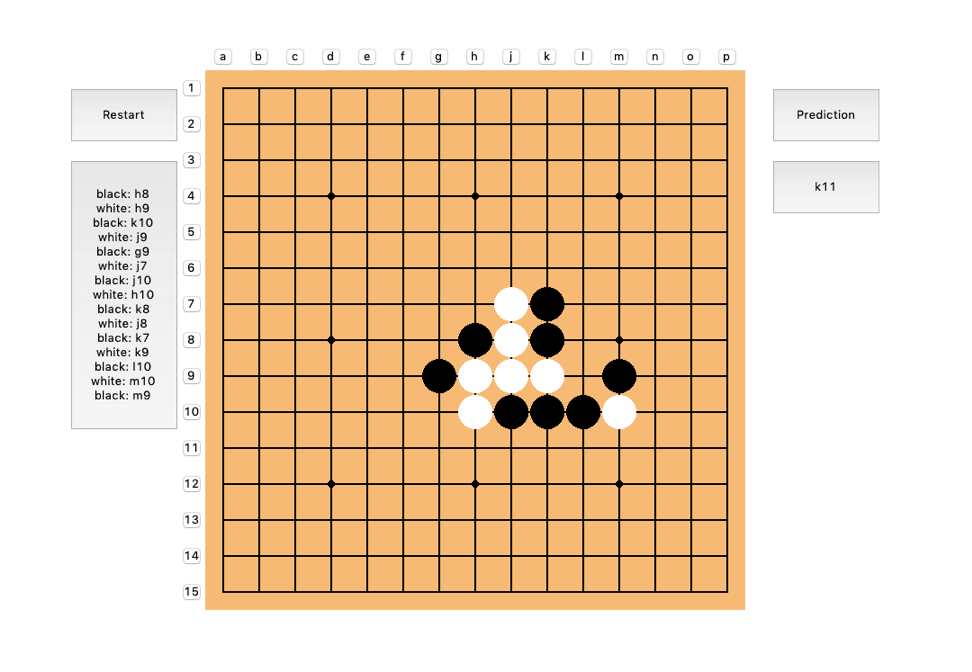 a b c d e f g h j k l m n o p
Restart
Prediction
k11
black: h8
white: h9
black: k10
white: j9
black: g9
white: j7
black: j10
white: h10
black: k8
white: j8
black: k7
white: k9
black: l10
white: m10
black: m9
1
2
3
4
5
6
7
8
9
10
11
12
13
14
15